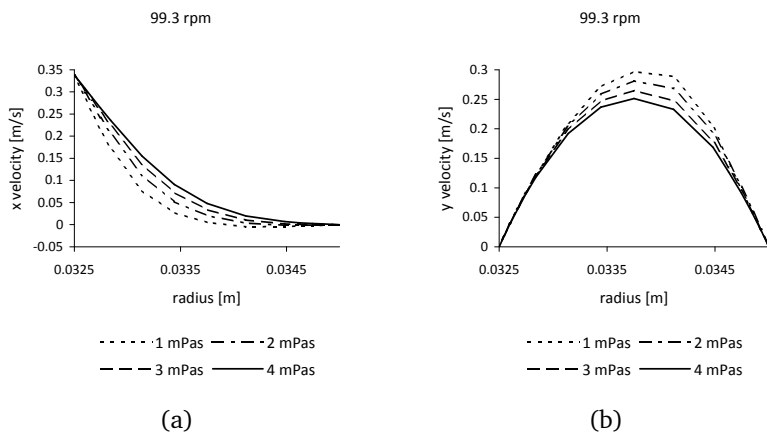 99.3 rpm
0.35
0.3
0.25
0.2
0.15
0.1
0.05
0
-0.05
x velocity [m/s]
0.0325 0.0335 0.0345
radius [m]
1 mPas 2 mPas
3 mPas 4 mPas
(a)
99.3 rpm
0.3
0.25
0.2
0.15
0.1
0.05
0
y velocity [m/s]
0.0325 0.0335 0.0345
radius [m]
1 mPas 2 mPas
3 mPas 4 mPas
(b)